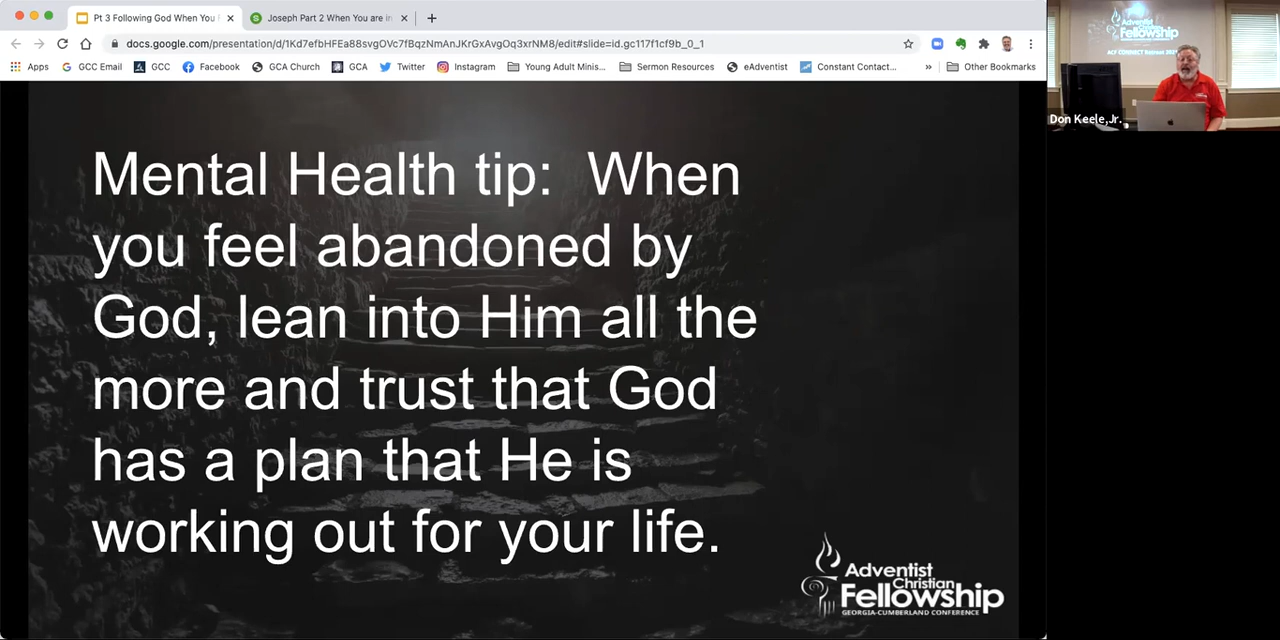 Pt 3 Following God When You
Joseph Part 2 When You are in
docs.google.com/presentation/d/1Kd7efbHFEa88svgOVc7fBqzNmAnJKrGxAvgOq3xrNM8/edit#slide=id.gc117f1cf9b_0_1
Apps
GCC Email
GCC
Facebook
GCA Church
GCA
Twitter
Instagram
Young Adult Minis...
Sermon Resources
eAdventist
Constant Contact...
»
Other Bookmarks
Mental Health tip: When
you feel abandoned by
God, lean into Him all the
more and trust that God
has a plan that He is
working out for your life.
Adventist
Christian
Fellowship
GEORGIA-CUMBERLAND CONFERENCE
Adventist
Christian
Fellowship
Don Keele,Jr.